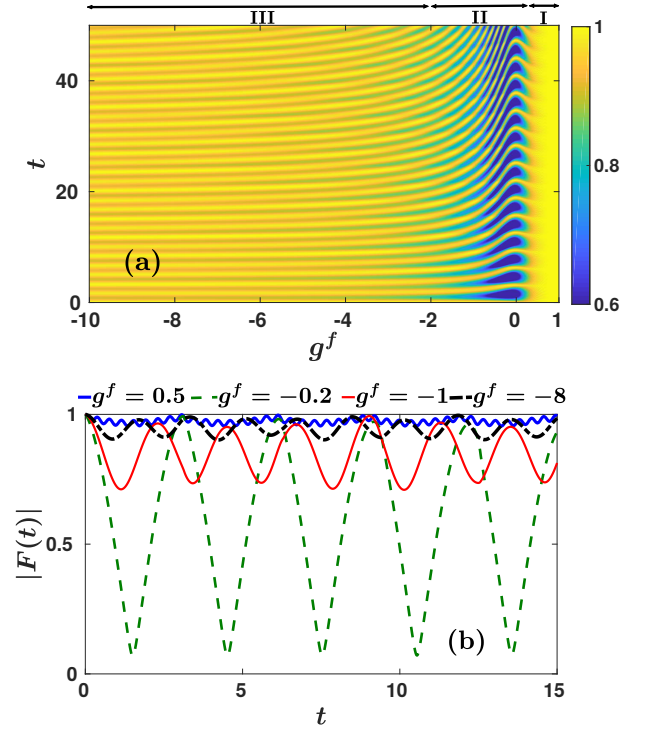 III II I
40
20
0
t
(a)
-10 -8 -6 -4 -2 0 1
g^f
1
0.8
0.6
g^f = 0.5 g^f = −0.2 g^f = −1 g^f = −8
1
0.5
0
|F(t)|
(b)
0 5 10 15
t